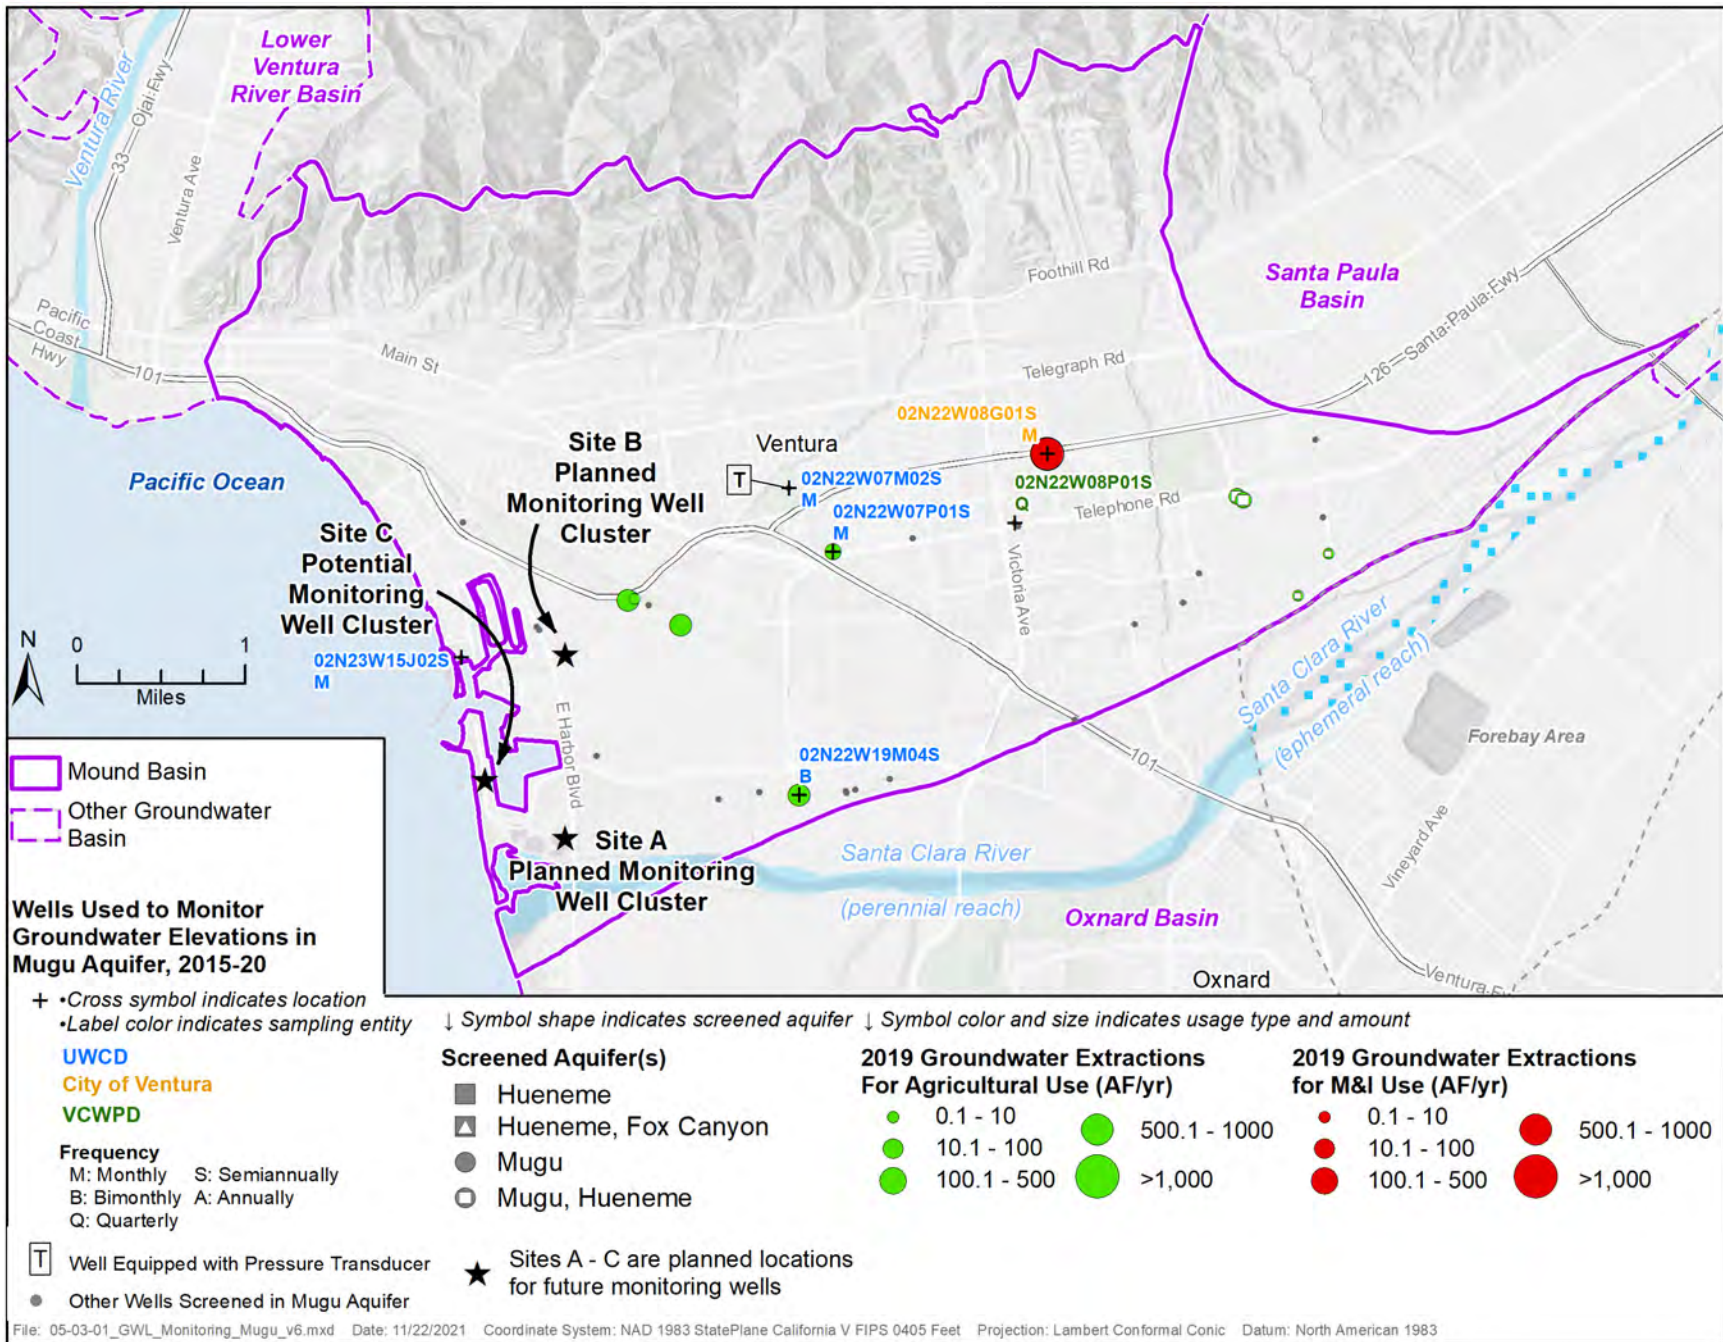 Lower
Ventura
River Basin
Ventura River
33
Ojai Fwy
Ventura Ave
Pacific
Coast
Hwy
101
Main St
Foothill Rd
Santa Paula
Basin
Telegraph Rd
126
Santa Paula Fwy
02N22W08G01S
M
Site B
Planned
Monitoring Well
Cluster
Ventura
T
02N22W07M02S
M
02N22W08P01S
Q
Telephone Rd
02N22W07P01S
M
Pacific Ocean
Site C
Potential
Monitoring
Well Cluster
Victoria Ave
N
0 1
Miles
02N23W15J02S
M
E Harbor Blvd
Santa Clara River
(ephemeral reach)
Forebay Area
02N22W19M04S
B
101
Vineyard Ave
Site A
Planned Monitoring
Well Cluster
Santa Clara River
(perennial reach)
Oxnard Basin
Oxnard
Mound Basin
Other Groundwater
Basin
Wells Used to Monitor
Groundwater Elevations in
Mugu Aquifer, 2015-20
•Cross symbol indicates location
•Label color indicates sampling entity
UWCD
City of Ventura
VCWPD
Frequency
M: Monthly S: Semiannually
B: Bimonthly A: Annually
Q: Quarterly
T Well Equipped with Pressure Transducer
Other Wells Screened in Mugu Aquifer
↓ Symbol shape indicates screened aquifer
Screened Aquifer(s)
Hueneme
Hueneme, Fox Canyon
Mugu
Mugu, Hueneme
Sites A - C are planned locations
for future monitoring wells
↓ Symbol color and size indicates usage type and amount
2019 Groundwater Extractions
For Agricultural Use (AF/yr)
0.1 - 10
10.1 - 100
100.1 - 500
500.1 - 1000
>1,000
2019 Groundwater Extractions
for M&I Use (AF/yr)
0.1 - 10
10.1 - 100
100.1 - 500
500.1 - 1000
>1,000
File: 05-03-01_GWL_Monitoring_Mugu_v6.mxd Date: 11/22/2021 Coordinate System: NAD 1983 StatePlane California V FIPS 0405 Feet Projection: Lambert Conformal Conic Datum: North American 1983